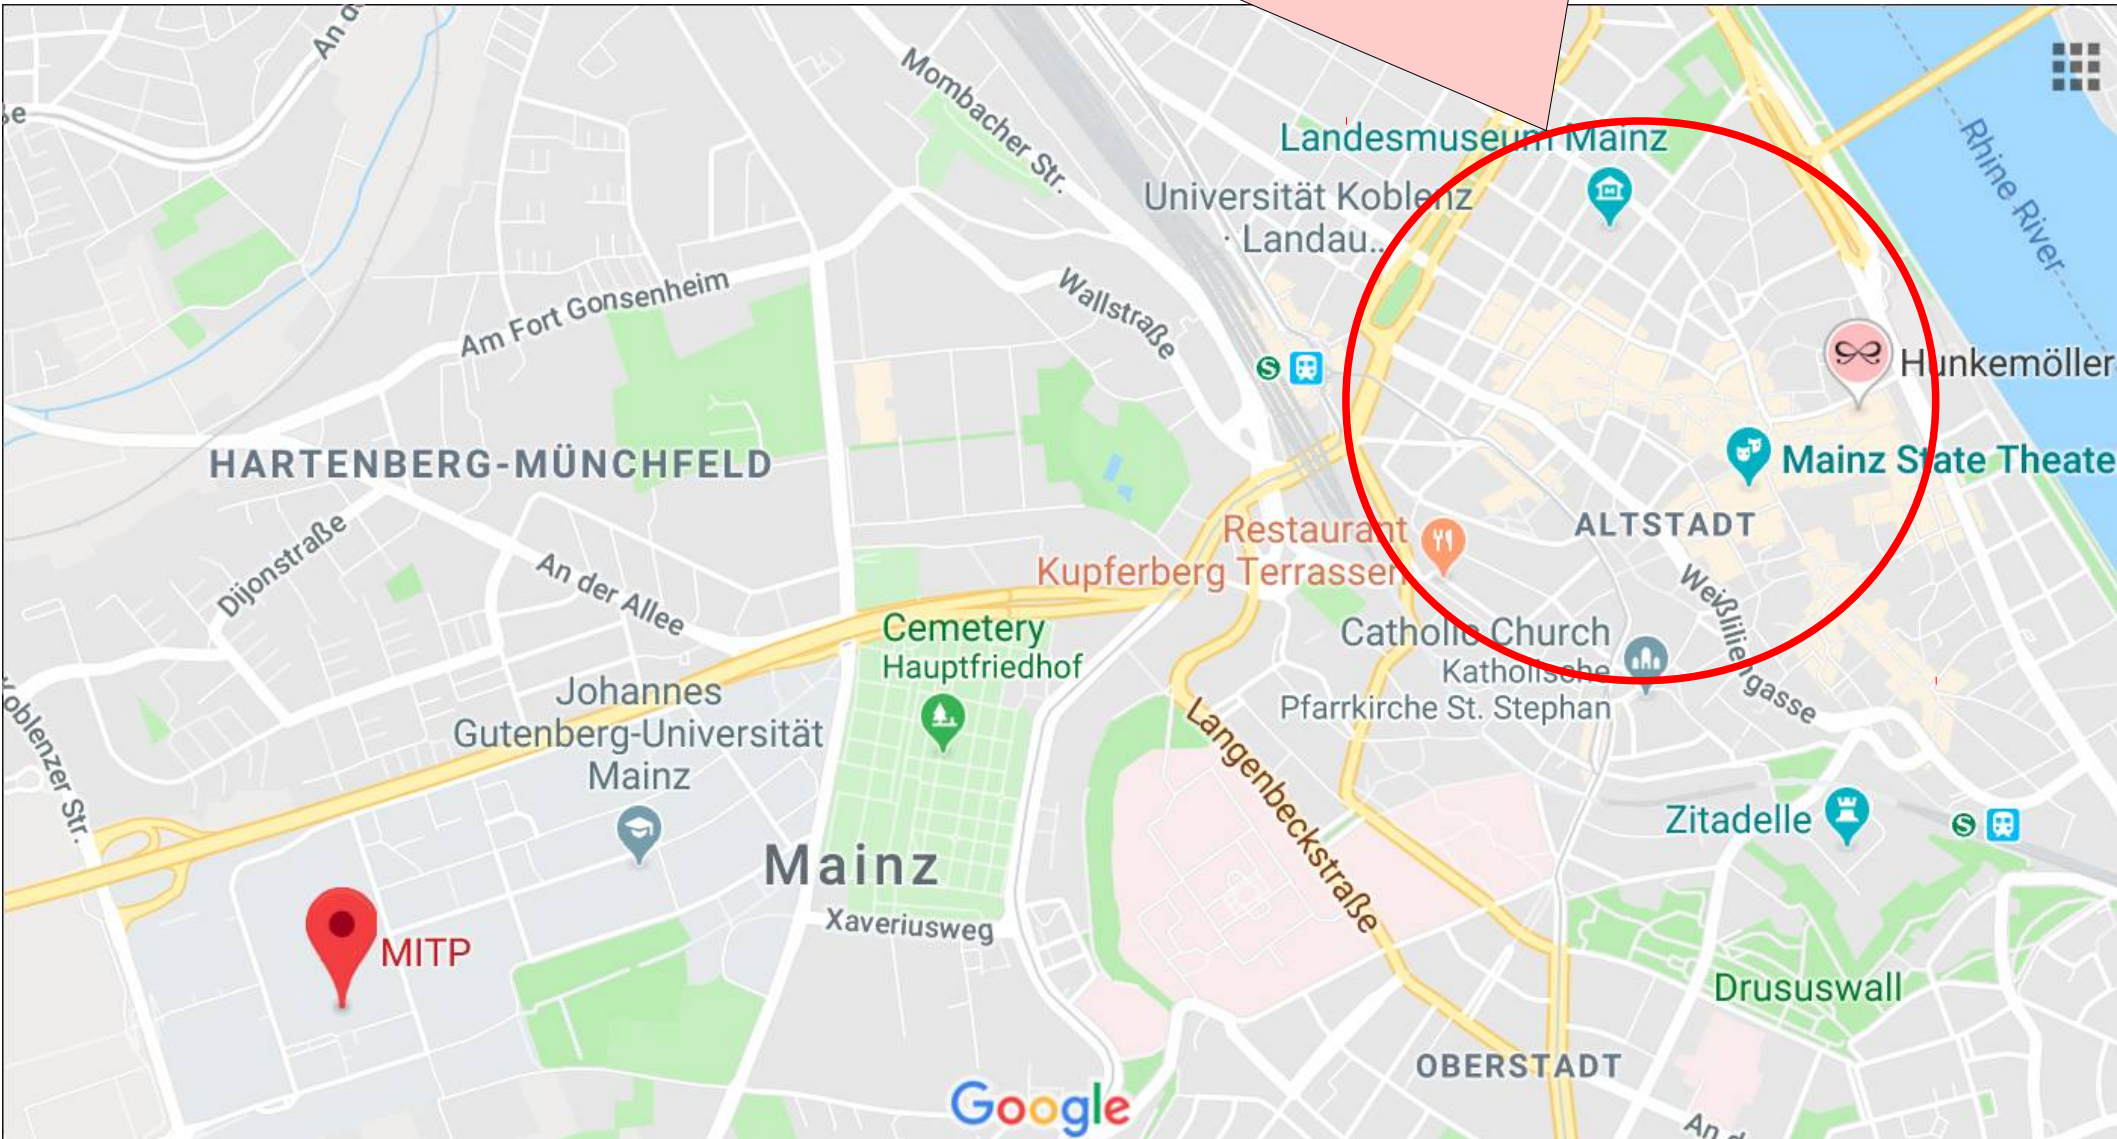 An d
Mombacher Str.
Landesmuseum Mainz
Universität Koblenz
· Landau..
Rhine River
Am Fort Gonsenheim
Wallstraße
S
Hunkemöller
HARTENBERG-MÜNCHFELD
Mainz State Theate
Dijonstraße
An der Allee
Restaurant
Kupferberg Terrassen
ALTSTADT
Weißliliengasse
Cemetery
Hauptfriedhof
Catholic Church
Katholische
Pfarrkirche St. Stephan
Johannes
Gutenberg-Universität
Mainz
Koblenzer Str.
Langenbeckstraße
Zitadelle
S
Mainz
Xaveriusweg
MITP
Drususwall
OBERSTADT
Google
An d